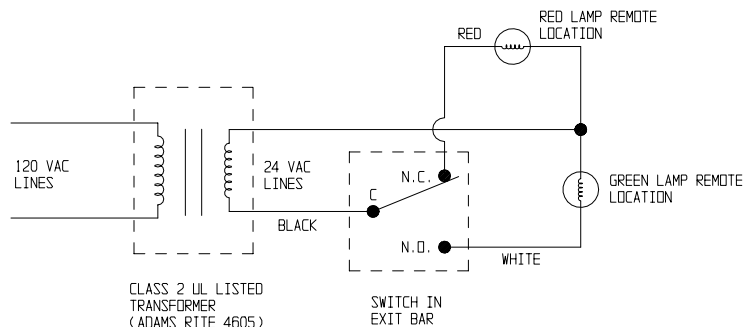 RED LAMP REMOTE
LOCATION
RED
120 VAC
LINES
24 VAC
LINES
N.C.
C
GREEN LAMP REMOTE
LOCATION
BLACK
N.O.
WHITE
CLASS 2 UL LISTED
TRANSFORMER
(ADAMS RITE 4605)
SWITCH IN
EXIT BAR